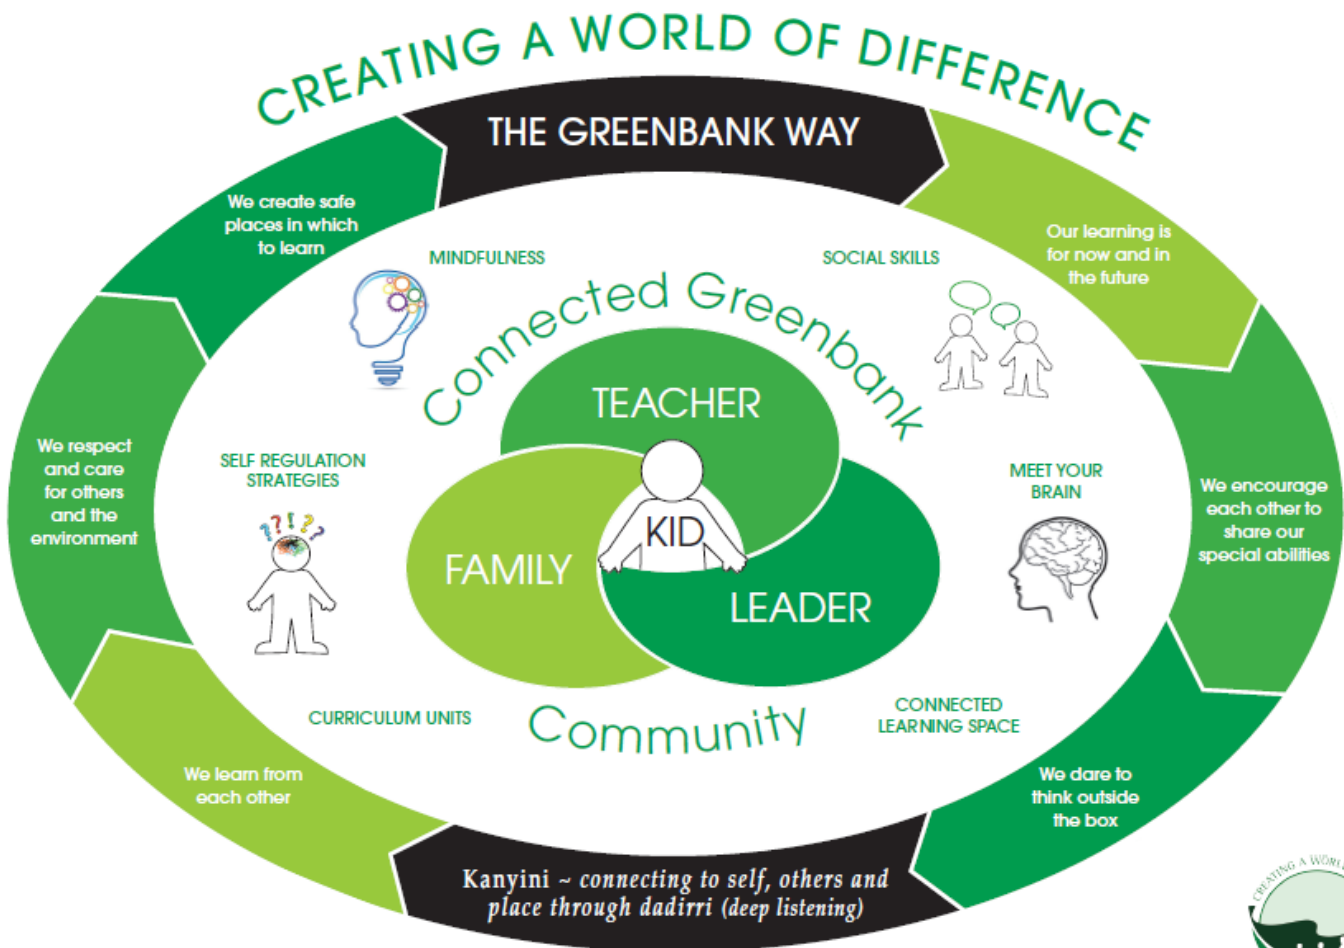 CREATING A WORLD OF DIFFERENCE
THE GREENBANK WAY
We create safe
places in which
to learn
Our learning is
for now and in
the future
MINDFULNESS
SOCIAL SKILLS
Connected Greenbank
TEACHER
We respect
and care
for others
and the
environment
SELF REGULATION
STRATEGIES
MEET YOUR
BRAIN
We encourage
each other to
share our
special abilities
KID
FAMILY
LEADER
CURRICULUM UNITS
Community
CONNECTED
LEARNING SPACE
We learn from
each other
We dare to
think outside
the box
Kanyini ~ connecting to self, others and
place through dadirri (deep listening)
CREATING A WORL